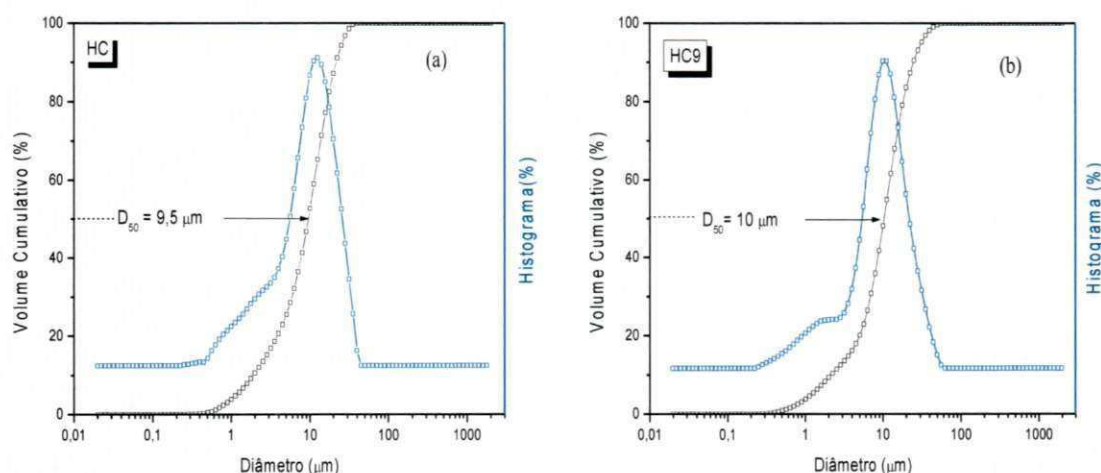 HC
(a)
100
80
60
40
20
0
Volume Cumulativo (%)
Histograma(%)
D50 = 9,5 µm
0,01 0,1 1 10 100 1000
Diâmetro (µm)
HC9
(b)
100
80
60
40
20
0
Volume Cumulativo (%)
Histograma (%)
D50= 10 µm
0,01 0,1 1 10 100 1000
Diâmetro (µm)